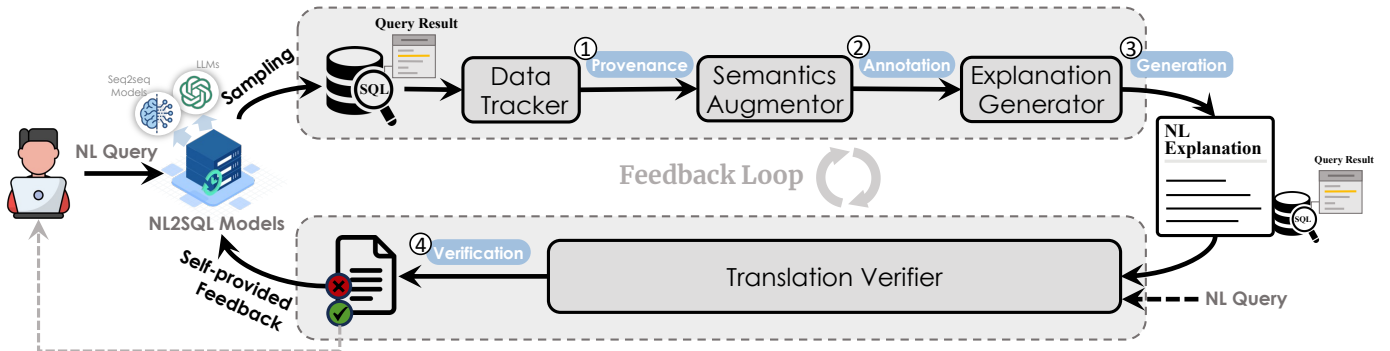 Query Result
LLMs
Seq2seq
Models
Sampling
SQL
Data
Tracker
① Provenance
Semantics
Augmentor
② Annotation
Explanation
Generator
③ Generation
NL Query
NL2SQL Models
Feedback Loop
NL
Explanation
Query Result
SQL
Self-provided
Feedback
④ Verification
Translation Verifier
NL Query